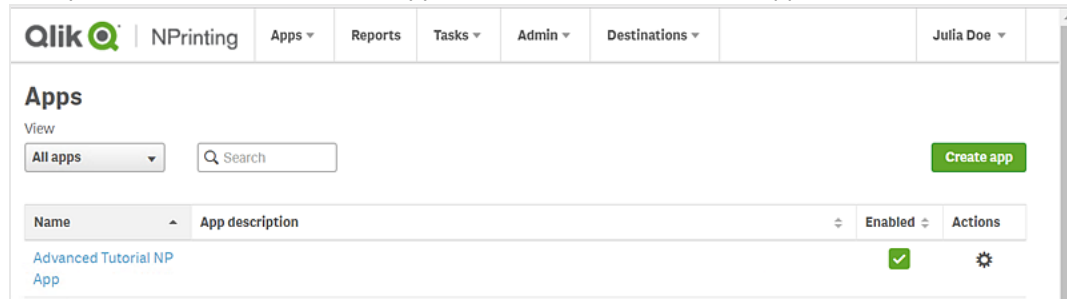 Qlik NPrinting Apps Reports Tasks Admin Destinations Julia Doe
Apps
View
All apps Search Create app
Name App description Enabled Actions
Advanced Tutorial NP
App